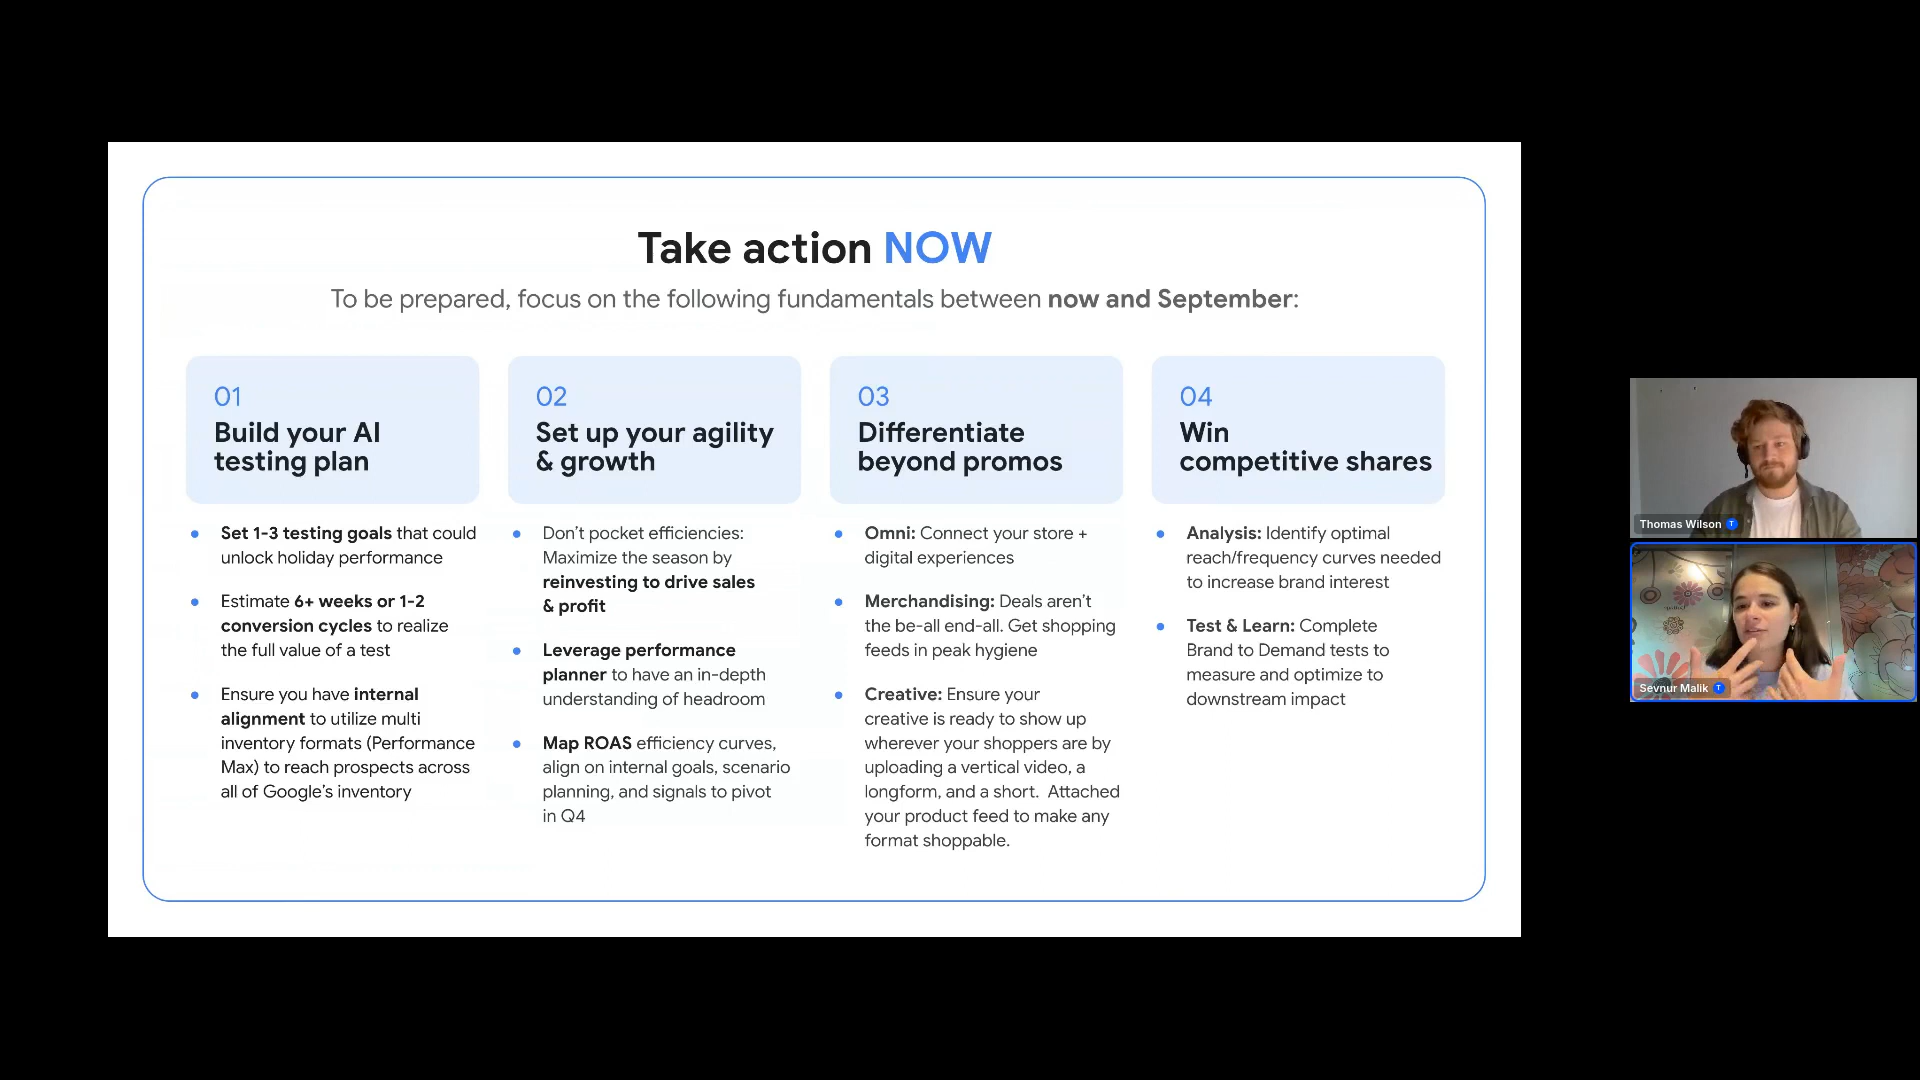 Take action NOW
To be prepared, focus on the following fundamentals between now and September:
01
Build your AI
testing plan
● Set 1-3 testing goals that could
unlock holiday performance
● Estimate 6+ weeks or 1-2
conversion cycles to realize
the full value of a test
● Ensure you have internal
alignment to utilize multi
inventory formats (Performance
Max) to reach prospects across
all of Google's inventory
02
Set up your agility
& growth
● Don't pocket efficiencies:
Maximize the season by
reinvesting to drive sales
& profit
● Leverage performance
planner to have an in-depth
understanding of headroom
● Map ROAS efficiency curves,
align on internal goals, scenario
planning, and signals to pivot
in Q4
03
Differentiate
beyond promos
● Omni: Connect your store +
digital experiences
● Merchandising: Deals aren't
the be-all end-all. Get shopping
feeds in peak hygiene
● Creative: Ensure your
creative is ready to show up
wherever your shoppers are by
uploading a vertical video, a
longform, and a short.  Attached
your product feed to make any
format shoppable.
04
Win
competitive shares
● Analysis: Identify optimal
reach/frequency curves needed
to increase brand interest
● Test & Learn: Complete
Brand to Demand tests to
measure and optimize to
downstream impact
Thomas Wilson T
Sevnur Malik T